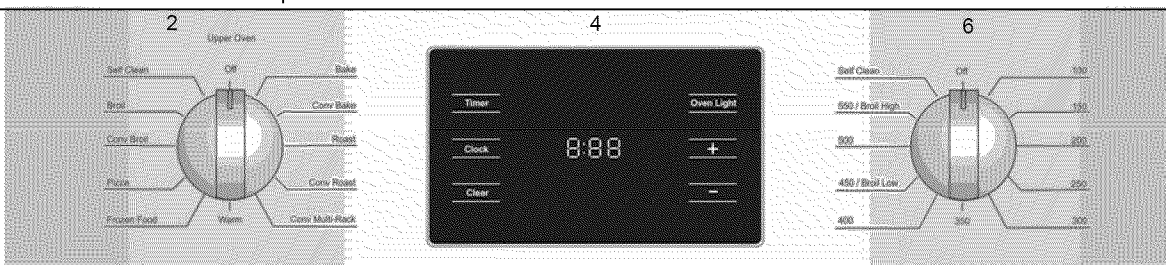 2
4
6
Upper Oven
Off
Self Clean
Bake
Broil
Conv Bake
Conv Broil
Roast
Pizza
Conv Roast
Frozen Food
Warm
Conv Multi-Rack
Timer
Oven Light
Clock
8:88
+
Clear
−
Off
Self Clean
100
550 / Broil High
150
500
200
450 / Broil Low
250
400
350
300